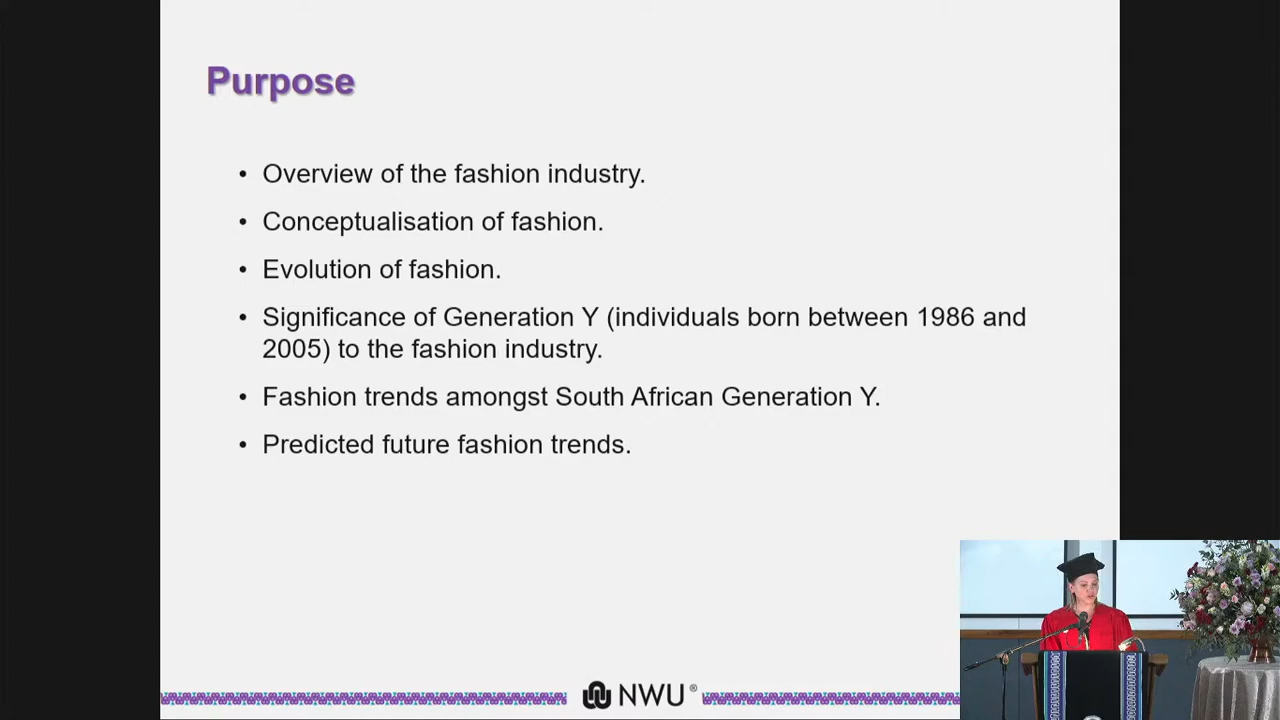 Purpose
• Overview of the fashion industry.
• Conceptualisation of fashion.
• Evolution of fashion.
• Significance of Generation Y (individuals born between 1986 and
2005) to the fashion industry.
• Fashion trends amongst South African Generation Y.
• Predicted future fashion trends.
NWU®